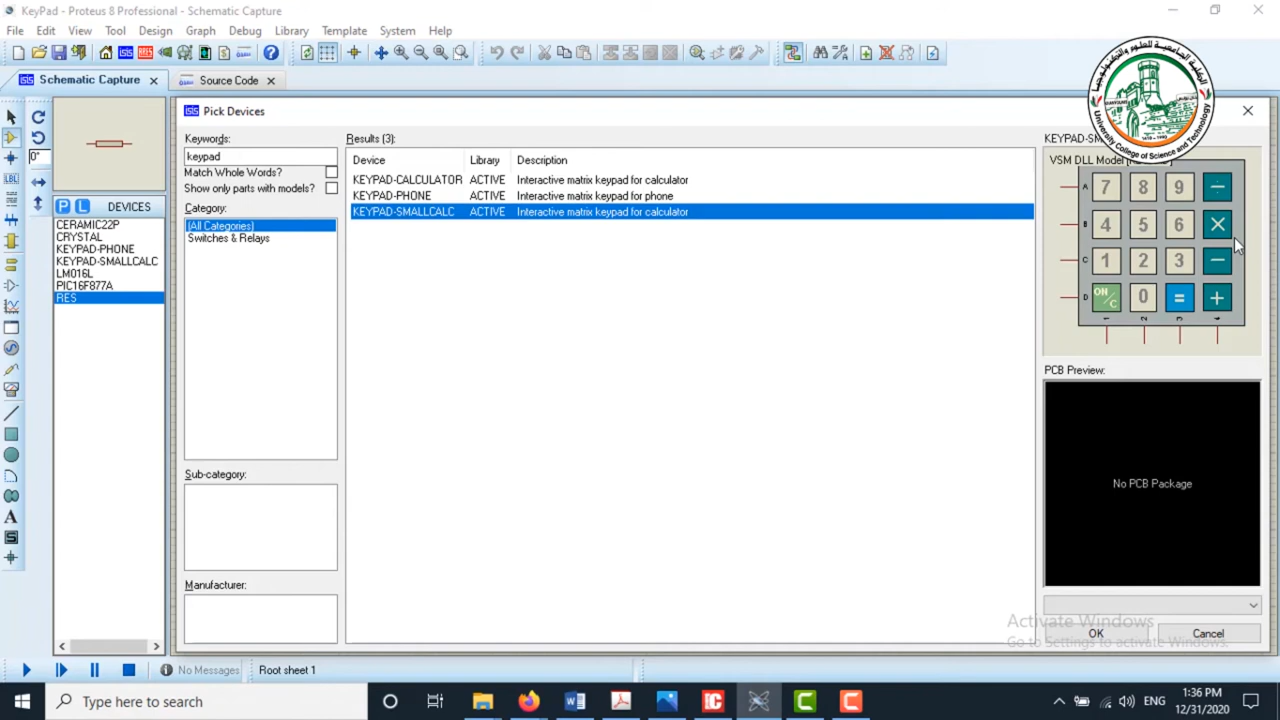 KeyPad - Proteus 8 Professional - Schematic Capture
File Edit View Tool Design Graph Debug Library Template System Help
Schematic Capture Source Code
Pick Devices
Keywords:
keypad
Match Whole Words?
Show only parts with models?
Category:
(All Categories)
Switches & Relays
Sub-category:
Manufacturer:
Results (3):
Device Library Description
KEYPAD-CALCULATOR ACTIVE Interactive matrix keypad for calculator
KEYPAD-PHONE ACTIVE Interactive matrix keypad for phone
KEYPAD-SMALLCALC ACTIVE Interactive matrix keypad for calculator
0°
LBL
P L DEVICES
CERAMIC22P
CRYSTAL
KEYPAD-PHONE
KEYPAD-SMALLCALC
LM016L
PIC16F877A
RES
VSM DLL Model
A 7 8 9 ÷
B 4 5 6 ×
C 1 2 3 −
D ON/C 0 = +
1 2 3 4
University College of Science and Technology
PCB Preview:
No PCB Package
OK Cancel
Activate Windows
Go to Settings to activate Windows.
No Messages Root sheet 1
Type here to search
ENG
1:36 PM
12/31/2020